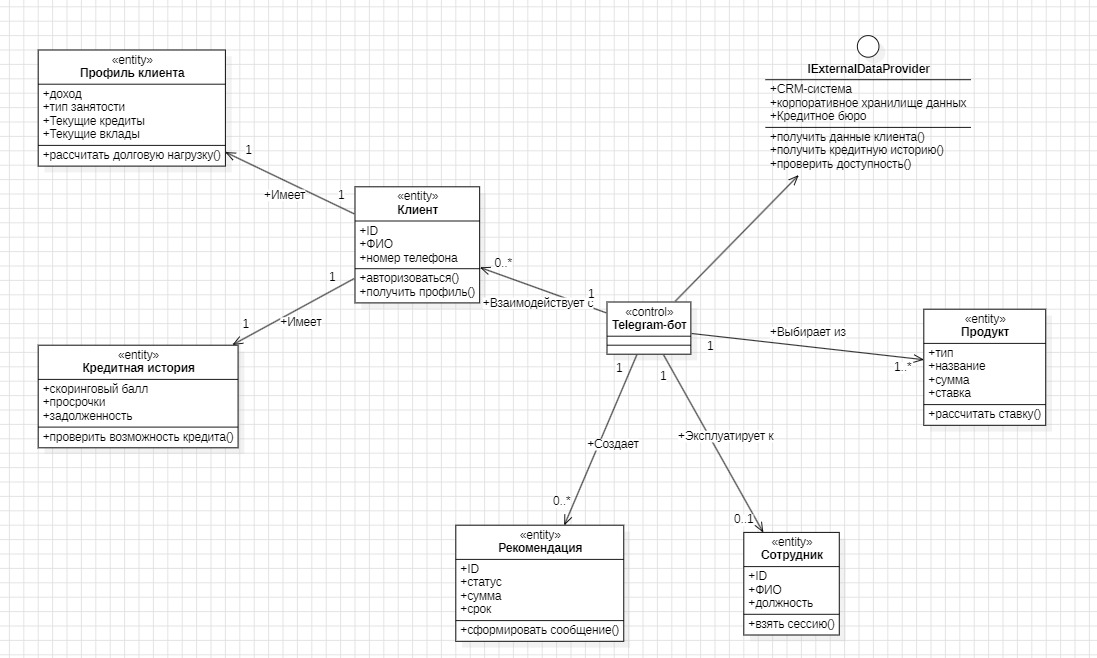 «entity»
Профиль клиента
+доход
+тип занятости
+Текущие кредиты
+Текущие вклады
+рассчитать долговую нагрузку()
IExternalDataProvider
+CRM-система
+корпоративное хранилище данных
+Кредитное бюро
+получить данные клиента()
+получить кредитную историю()
+проверить доступность()
1
+Имеет
1
«entity»
Клиент
+ID
+ФИО
+номер телефона
+авторизоваться()
+получить профиль()
1
+Имеет
1
0..*
+Взаимодействует с
1
«control»
Telegram-бот
1
+Выбирает из
1..*
«entity»
Продукт
+тип
+название
+сумма
+ставка
+рассчитать ставку()
«entity»
Кредитная история
+скоринговый балл
+просрочки
+задолженность
+проверить возможность кредита()
1
+Создает
0..*
1
+Эксплуатирует к
0..1
«entity»
Рекомендация
+ID
+статус
+сумма
+срок
+сформировать сообщение()
«entity»
Сотрудник
+ID
+ФИО
+должность
+взять сессию()